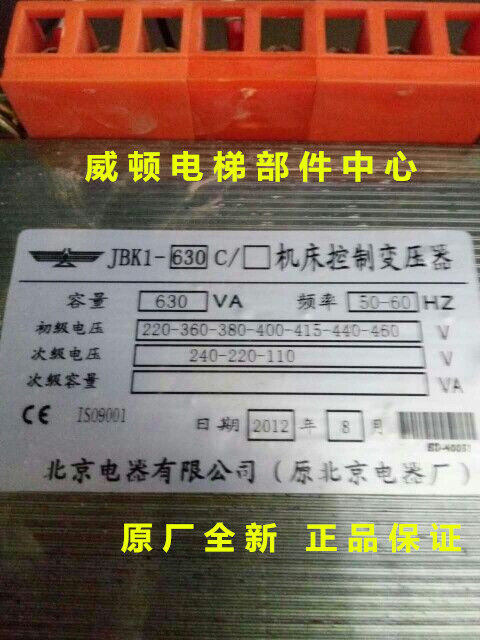 威顿电梯部件中心
JBK1-630 C/□ 机床控制变压器
容量 630 VA 频率 50-60 HZ
初级电压 220-360-380-400-415-440-460 V
次级电压 240-220-110 V
次级容量 VA
CE ISO9001 日期 2012 年 8 月
北京电器有限公司(原北京电器厂)
原厂全新 正品保证